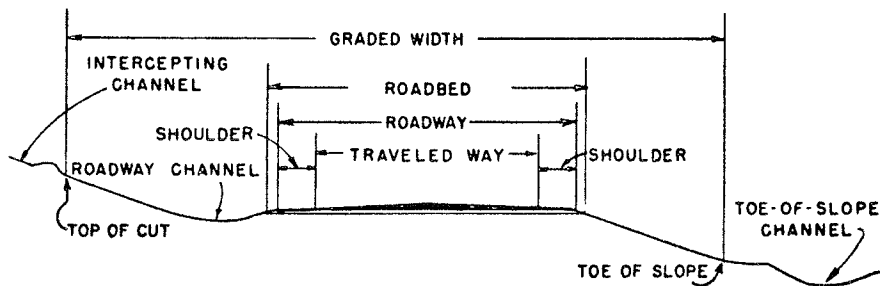 GRADED WIDTH
INTERCEPTING
CHANNEL
ROADBED
ROADWAY
SHOULDER
TRAVELED WAY
SHOULDER
ROADWAY CHANNEL
TOP OF CUT
TOE-OF-SLOPE
CHANNEL
TOE OF SLOPE